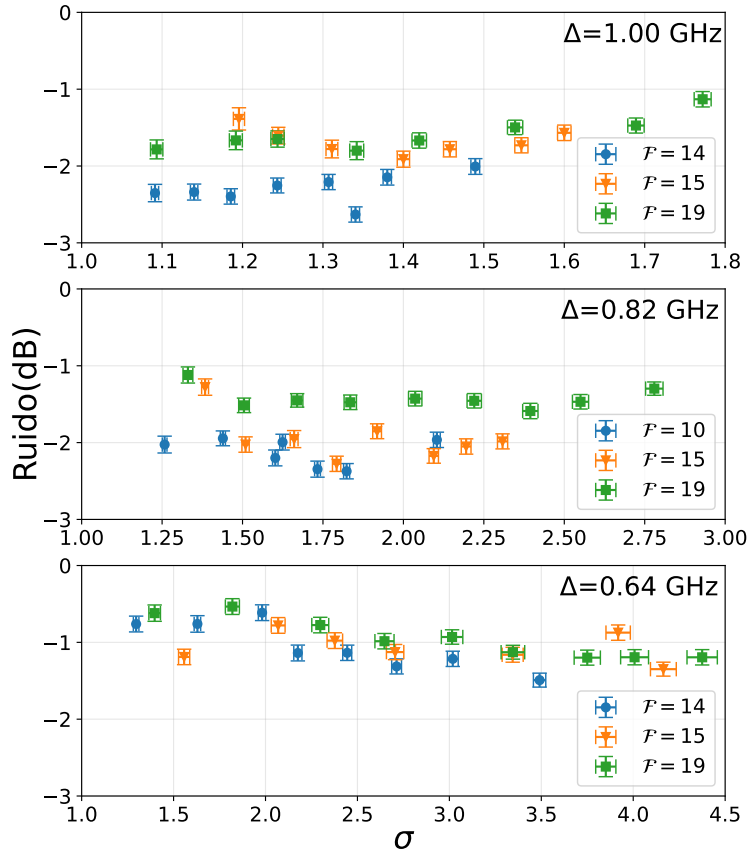 0
−1
−2
−3
Δ=1.00 GHz
ℱ = 14
ℱ = 15
ℱ = 19
1.0 1.1 1.2 1.3 1.4 1.5 1.6 1.7 1.8
Ruido(dB)
0
−1
−2
−3
Δ=0.82 GHz
ℱ = 10
ℱ = 15
ℱ = 19
1.00 1.25 1.50 1.75 2.00 2.25 2.50 2.75 3.00
0
−1
−2
−3
Δ=0.64 GHz
ℱ = 14
ℱ = 15
ℱ = 19
1.0 1.5 2.0 2.5 3.0 3.5 4.0 4.5
σ